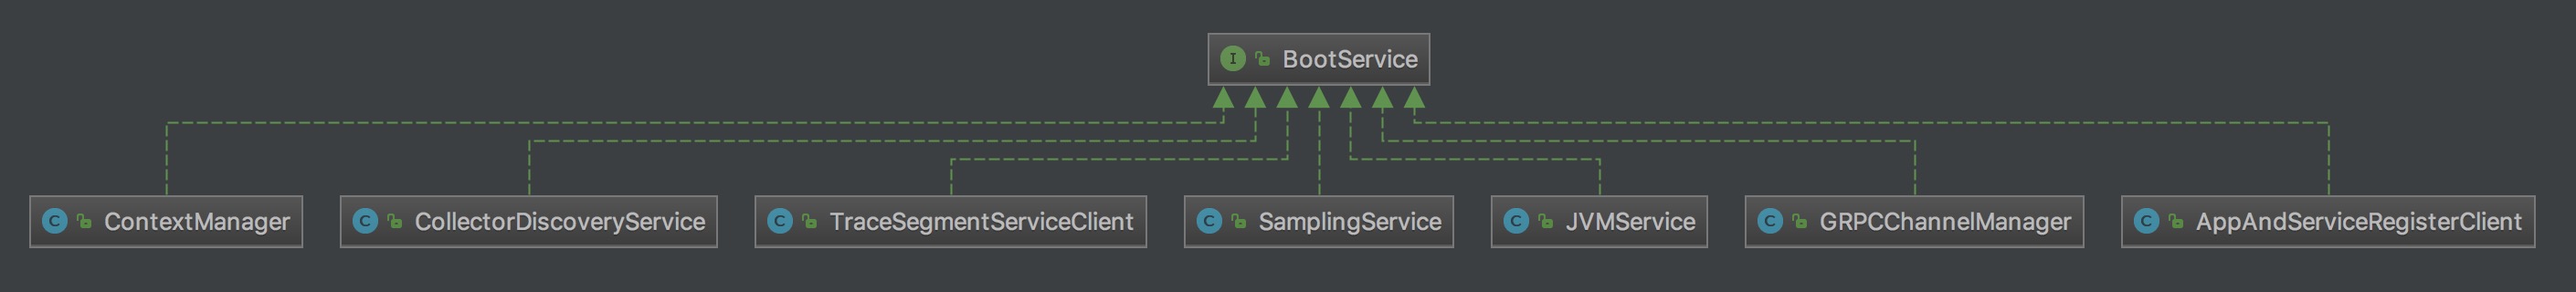 I BootService
C ContextManager C CollectorDiscoveryService C TraceSegmentServiceClient C SamplingService C JVMService C GRPCChannelManager C AppAndServiceRegisterClient